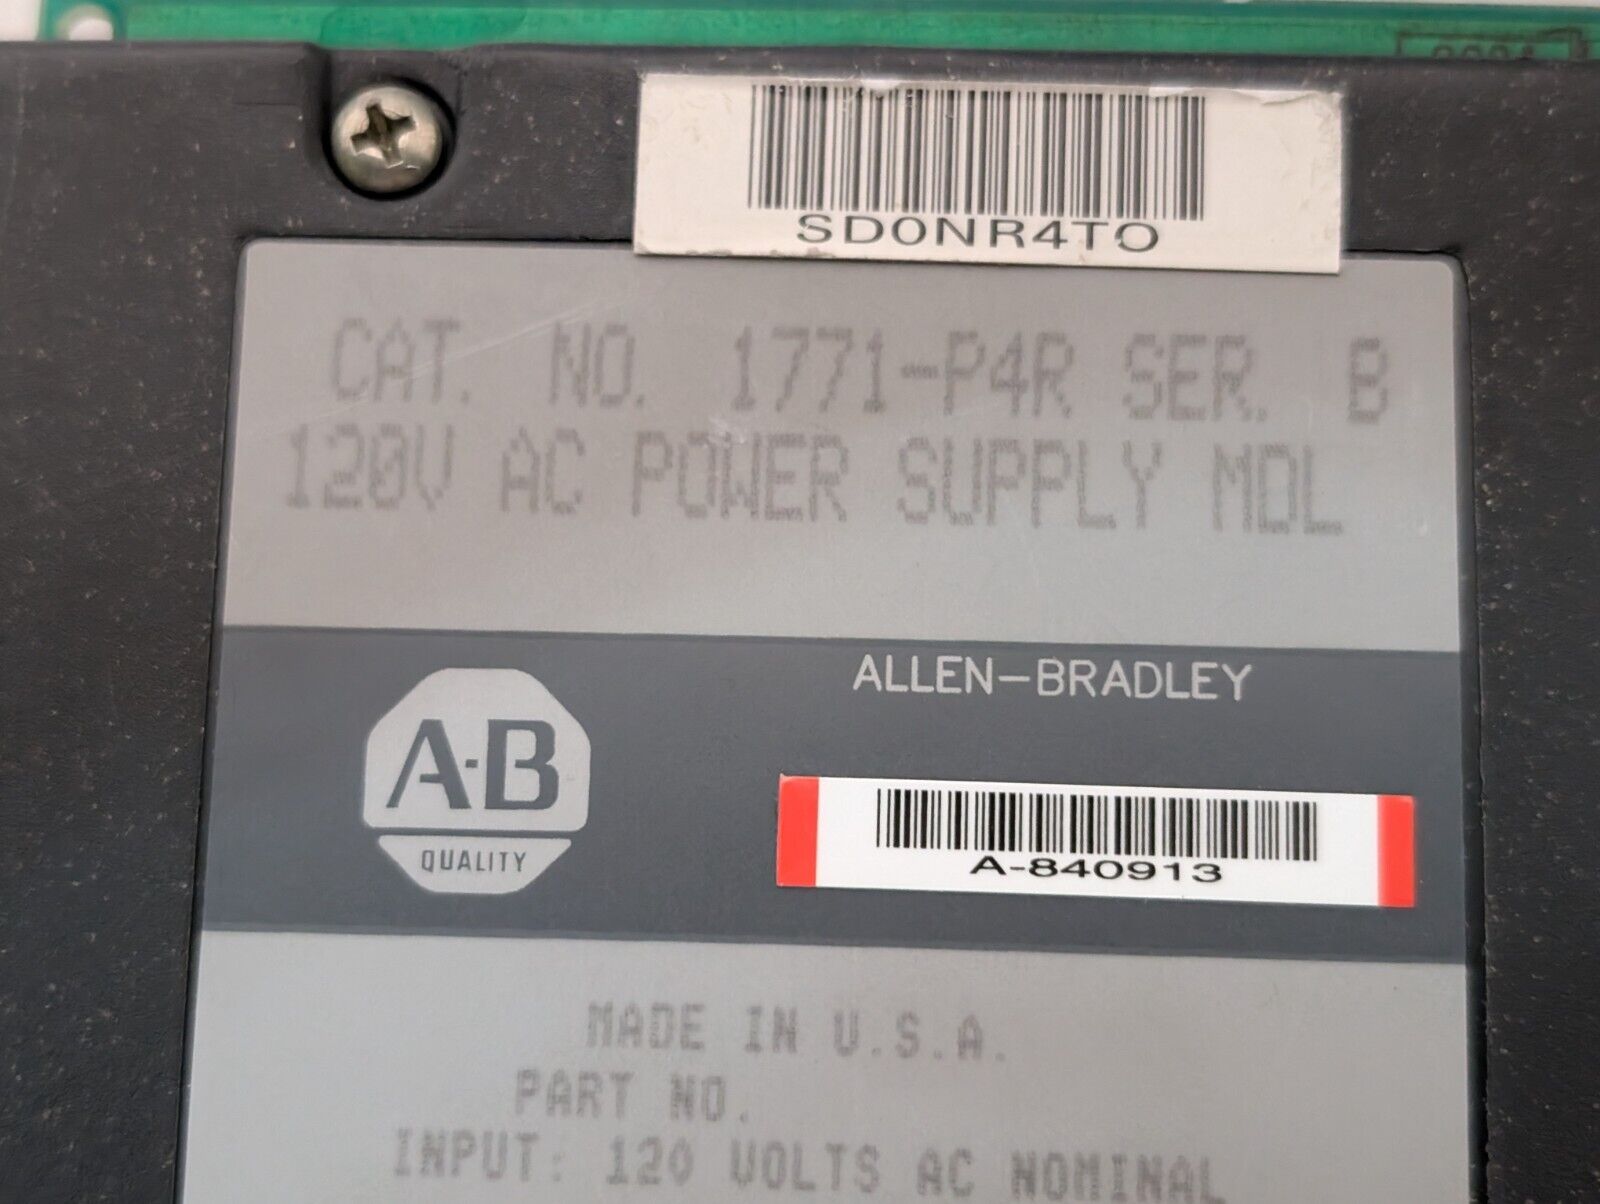 SD0NR4TO
CAT. NO. 1771-P4R SER. B
120V AC POWER SUPPLY MDL
ALLEN-BRADLEY
A-B
QUALITY
A-840913
MADE IN U.S.A.
PART NO.
INPUT: 120 VOLTS AC NOMINAL